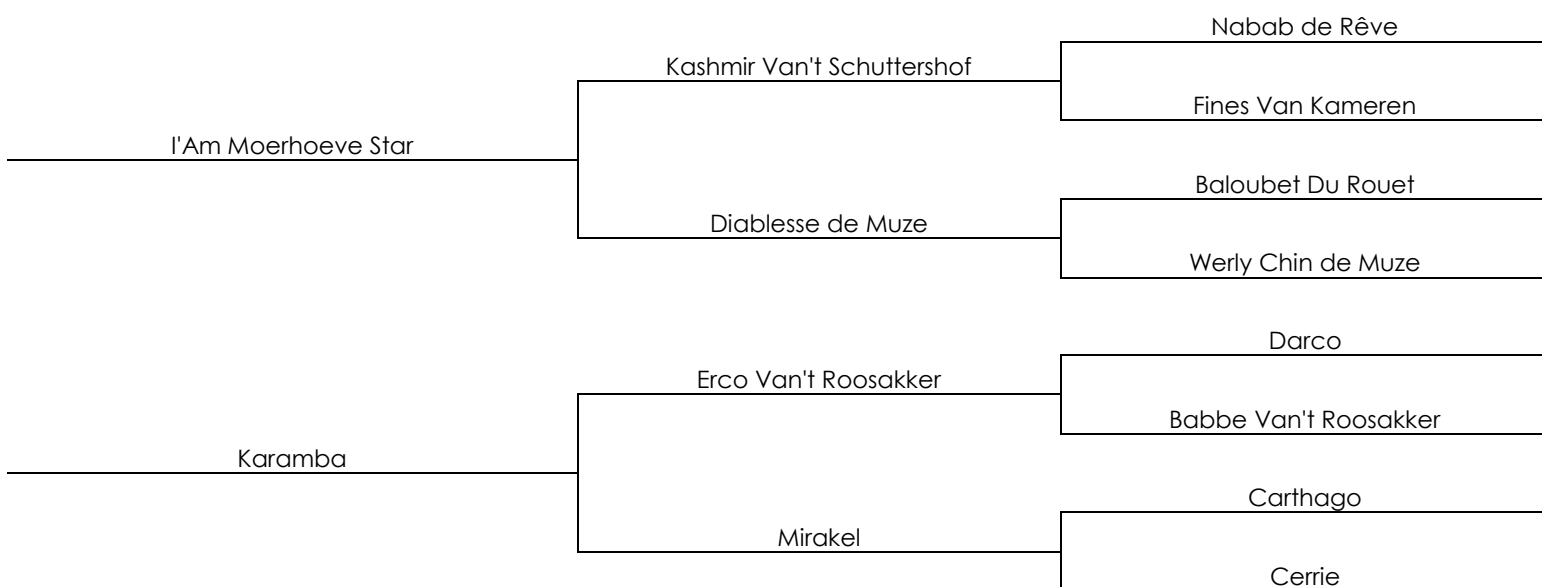 Nabab de Rêve
Kashmir Van't Schuttershof
Fines Van Kameren
I'Am Moerhoeve Star
Baloubet Du Rouet
Diablesse de Muze
Werly Chin de Muze
Darco
Erco Van't Roosakker
Babbe Van't Roosakker
Karamba
Carthago
Mirakel
Cerrie